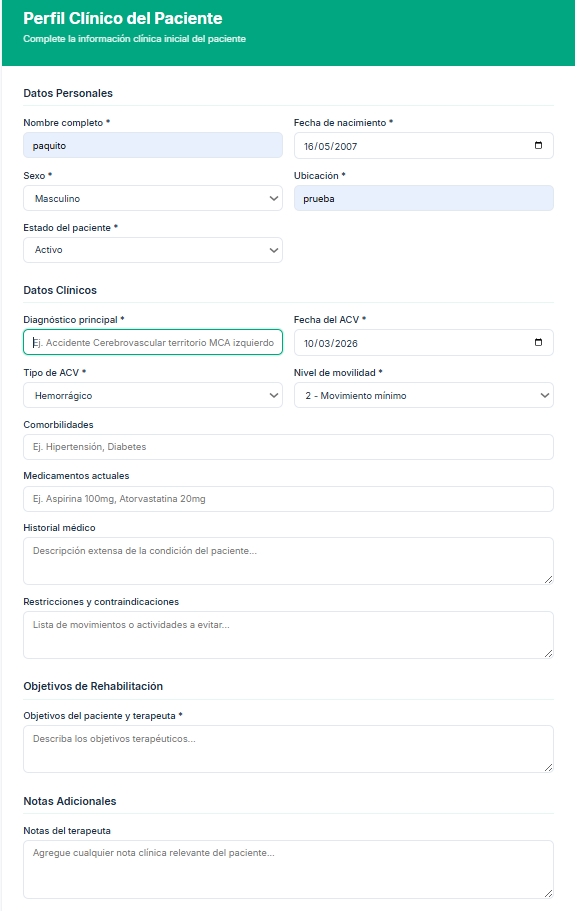 Perfil Clínico del Paciente
Complete la información clínica inicial del paciente
Datos Personales
Nombre completo *
Fecha de nacimiento *
paquito
16/05/2007
Sexo *
Ubicación *
Masculino
prueba
Estado del paciente *
Activo
Datos Clínicos
Diagnóstico principal *
Fecha del ACV *
Ej. Accidente Cerebrovascular territorio MCA izquierdo
10/03/2026
Tipo de ACV *
Nivel de movilidad *
Hemorrágico
2 - Movimiento mínimo
Comorbilidades
Ej. Hipertensión, Diabetes
Medicamentos actuales
Ej. Aspirina 100mg, Atorvastatina 20mg
Historial médico
Descripción extensa de la condición del paciente...
Restricciones y contraindicaciones
Lista de movimientos o actividades a evitar...
Objetivos de Rehabilitación
Objetivos del paciente y terapeuta *
Describa los objetivos terapéuticos...
Notas Adicionales
Notas del terapeuta
Agregue cualquier nota clínica relevante del paciente...